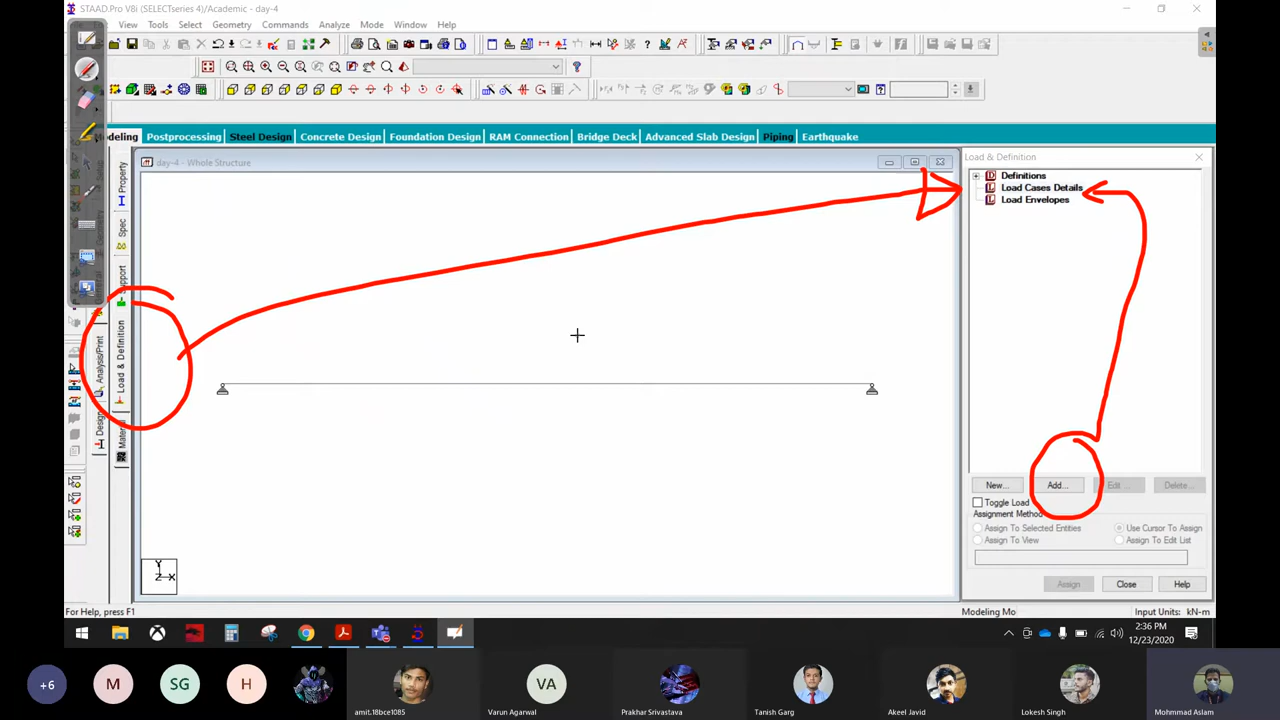 STAAD.Pro V8i (SELECTseries 4)/Academic - day-4
View Tools Select Geometry Commands Analyze Mode Window Help
Modeling Postprocessing Steel Design Concrete Design Foundation Design RAM Connection Bridge Deck Advanced Slab Design Piping Earthquake
day-4 - Whole Structure
Property
Spec
Support
Load & Definition
Material
Analysis/Print
Design
Y
Z X
Load & Definition
Definitions
Load Cases Details
Load Envelopes
New... Add... Edit... Delete...
Toggle Load
Assignment Method
Assign To Selected Entities Use Cursor To Assign
Assign To View Assign To Edit List
Assign Close Help
For Help, press F1 Modeling Mo Input Units: kN-m
2:36 PM
12/23/2020
+6 M SG H VA
amit.18bce1085 Varun Agarwal Prakhar Srivastava Tanish Garg Akeel Javid Lokesh Singh Mohmmad Aslam